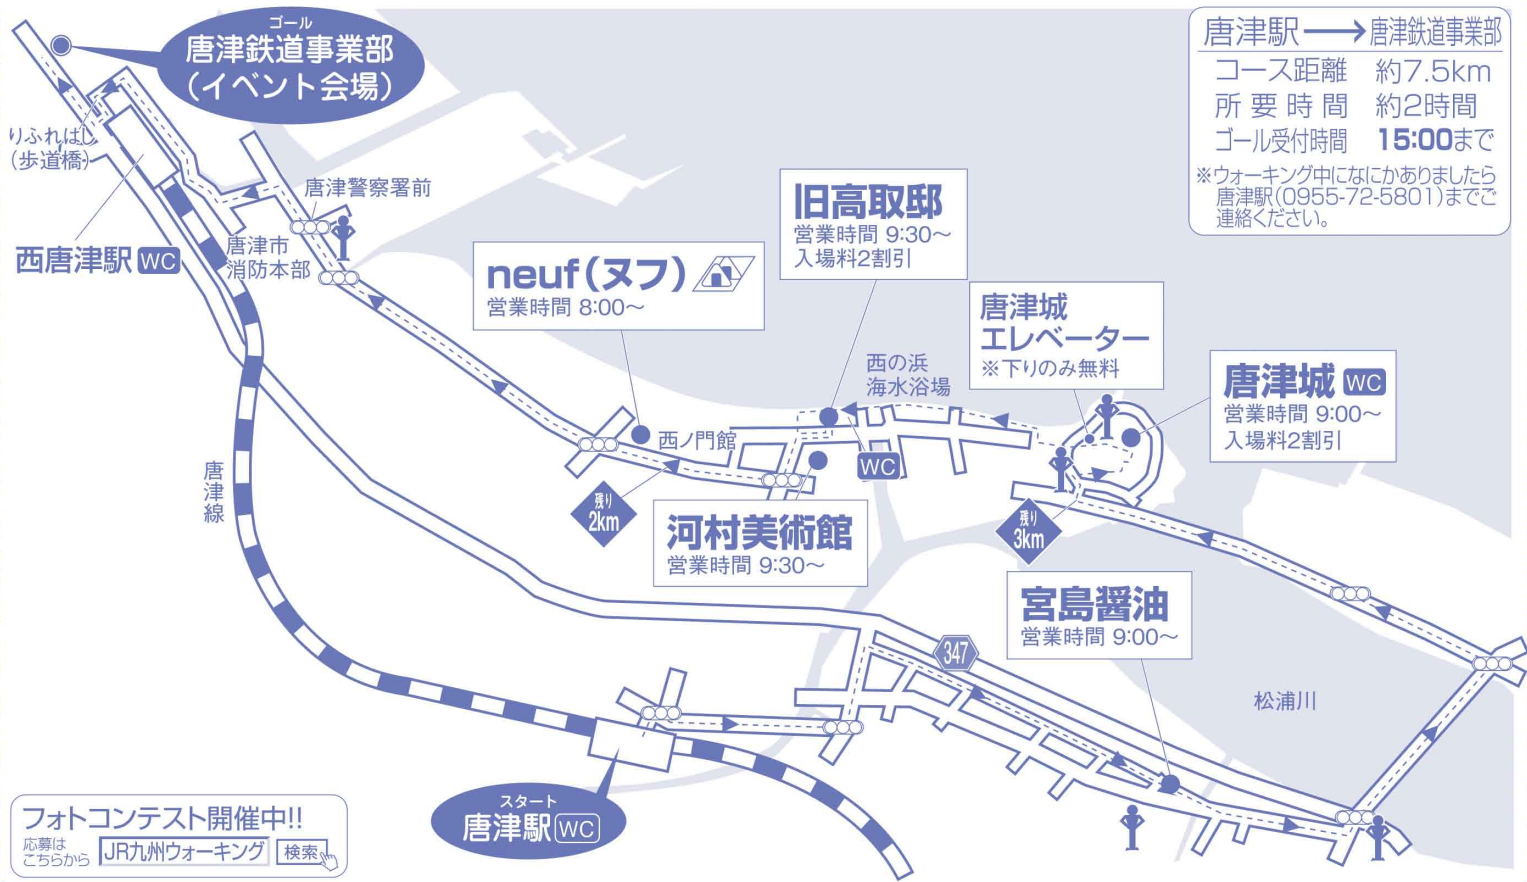 ゴール
唐津鉄道事業部
(イベント会場)
唐津駅→唐津鉄道事業部
コース距離 約7.5km
所要時間 約2時間
ゴール受付時間 15:00まで
※ウォーキング中になにかありましたら
唐津駅(0955-72-5801)までご
連絡ください。
りふれはし
(歩道橋)
唐津警察署前
西唐津駅 WC
唐津市
消防本部
旧高取邸
営業時間 9:30〜
入場料2割引
neuf(ヌフ)
営業時間 8:00〜
唐津城
エレベーター
※下りのみ無料
西の浜
海水浴場
唐津城 WC
営業時間 9:00〜
入場料2割引
西ノ門館
WC
唐津線
残り
2km
河村美術館
営業時間 9:30〜
残り
3km
宮島醤油
営業時間 9:00〜
347
松浦川
スタート
唐津駅 WC
フォトコンテスト開催中!!
応募は
こちらから
JR九州ウォーキング 検索